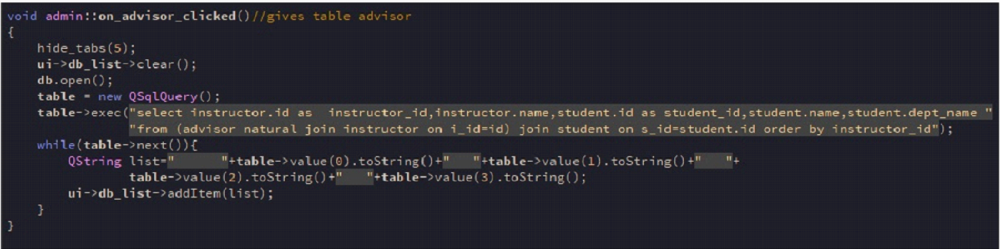 void admin::on_advisor_clicked()//gives table advisor
{
    hide_tabs(5);
    ui->db_list->clear();
    db.open();
    table = new QSqlQuery();
    table->exec("select instructor.id as  instructor_id,instructor.name,student.id as student_id,student.name,student.dept_name "
                "from (advisor natural join instructor on i_id=id) join student on s_id=student.id order by instructor_id");
    while(table->next()){
        QString list="       "+table->value(0).toString()+"    "+table->value(1).toString()+"    "+
                table->value(2).toString()+"    "+table->value(3).toString();
        ui->db_list->addItem(list);
    }
}